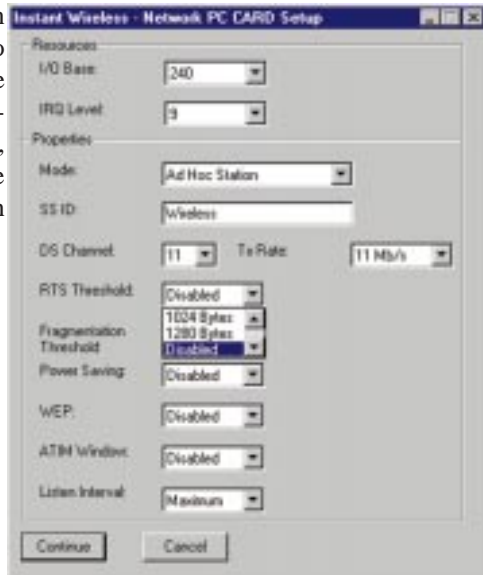 Instant Wireless - Network PC CARD Setup
Resources
I/O Base: 240
IRQ Level: 9
Properties
Mode: Ad Hoc Station
SS ID: Wireless
DS Channel: 11 Tx Rate: 11 Mb/s
RTS Threshold: Disabled
1024 Bytes
Fragmentation 1280 Bytes
Threshold Disabled
Power Saving: Disabled
WEP: Disabled
ATIM Window: Disabled
Listen Interval: Maximum
Continue Cancel